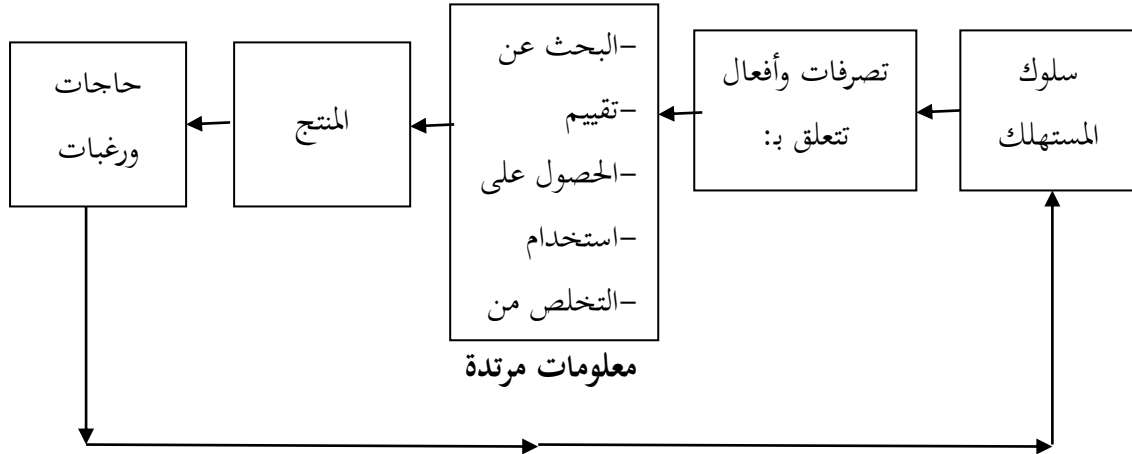 سلوك
المستهلك
تصرفات وأفعال
تتعلق بـ:
-البحث عن
-تقييم
-الحصول على
-استخدام
-التخلص من
المنتج
حاجات
ورغبات
معلومات مرتدة